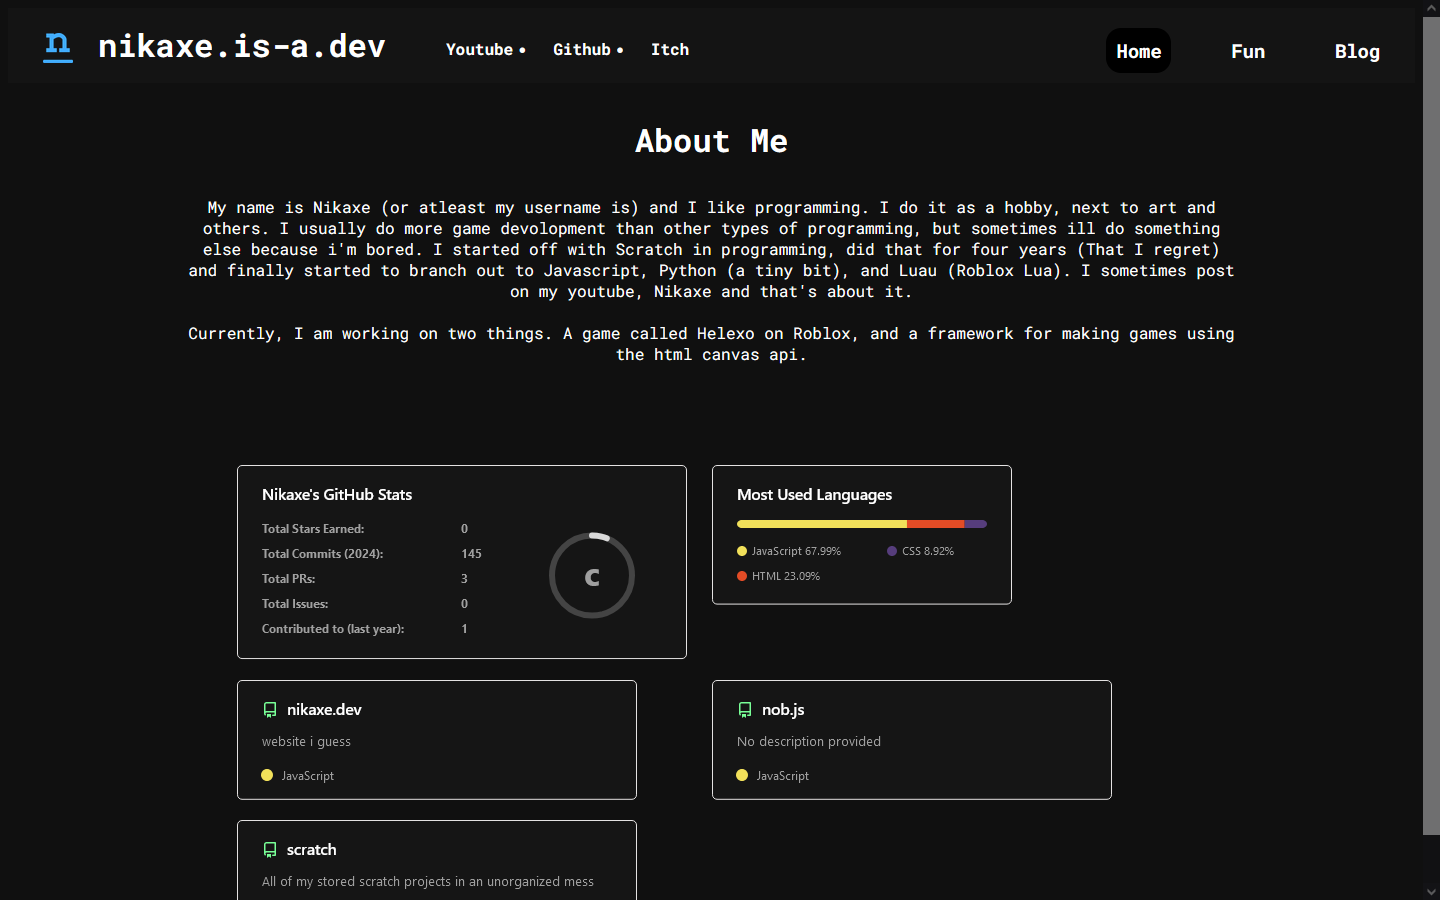 n nikaxe.is-a.dev Youtube • Github • Itch Home Fun Blog
About Me
My name is Nikaxe (or atleast my username is) and I like programming. I do it as a hobby, next to art and
others. I usually do more game devolopment than other types of programming, but sometimes ill do something
else because i'm bored. I started off with Scratch in programming, did that for four years (That I regret)
and finally started to branch out to Javascript, Python (a tiny bit), and Luau (Roblox Lua). I sometimes post
on my youtube, Nikaxe and that's about it.
Currently, I am working on two things. A game called Helexo on Roblox, and a framework for making games using
the html canvas api.
Nikaxe's GitHub Stats
Total Stars Earned: 0
Total Commits (2024): 145
Total PRs: 3
Total Issues: 0
Contributed to (last year): 1
C
Most Used Languages
JavaScript 67.99% CSS 8.92%
HTML 23.09%
nikaxe.dev
website i guess
JavaScript
nob.js
No description provided
JavaScript
scratch
All of my stored scratch projects in an unorganized mess